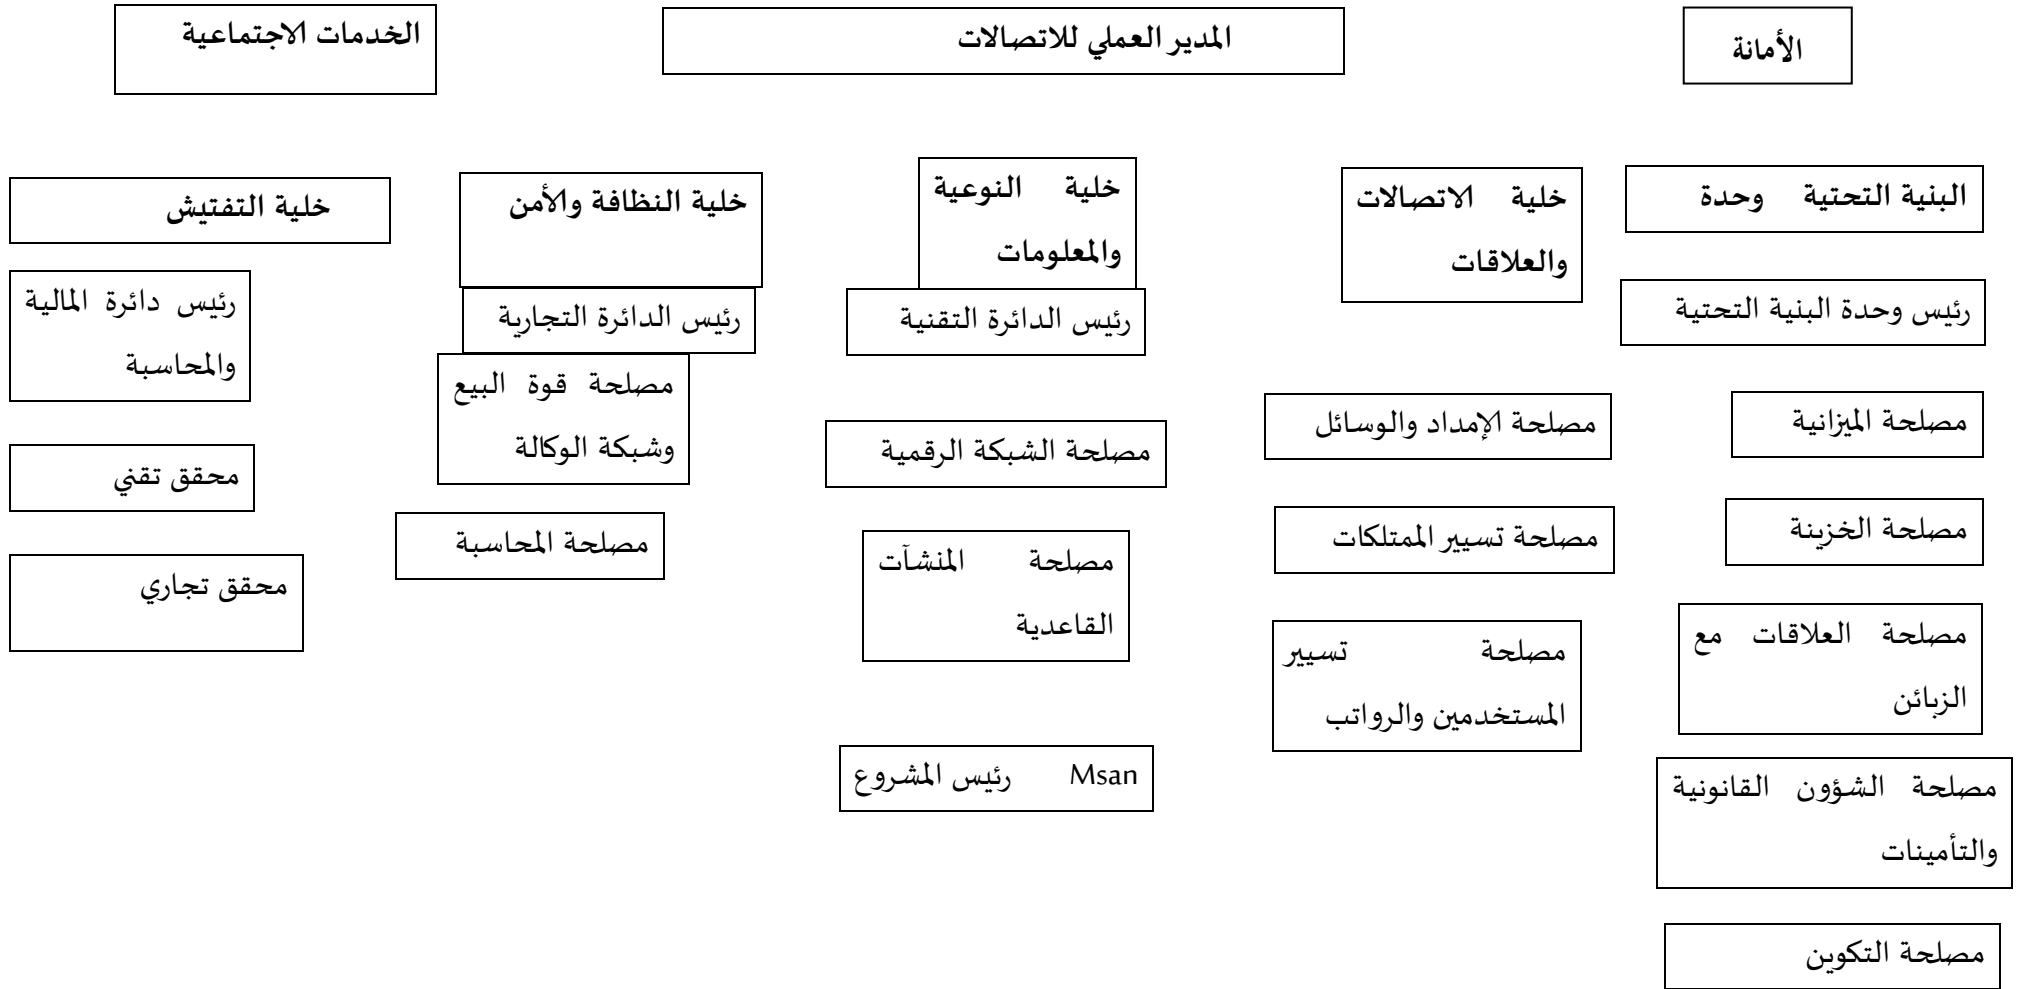 الأمانة
المدير العملي للاتصالات
الخدمات الاجتماعية
البنية التحتية وحدة
خلية الاتصالات
والعلاقات
خلية النوعية
والمعلومات
خلية النظافة والأمن
خلية التفتيش
رئيس وحدة البنية التحتية
رئيس الدائرة التقنية
رئيس الدائرة التجارية
رئيس دائرة المالية
والمحاسبة
مصلحة الميزانية
مصلحة الإمداد والوسائل
مصلحة الشبكة الرقمية
مصلحة قوة البيع
وشبكة الوكالة
محقق تقني
مصلحة الخزينة
مصلحة تسيير الممتلكات
مصلحة المنشآت
القاعدية
مصلحة المحاسبة
محقق تجاري
مصلحة العلاقات مع
الزبائن
مصلحة تسيير
المستخدمين والرواتب
Msan رئيس المشروع
مصلحة الشؤون القانونية
والتأمينات
مصلحة التكوين